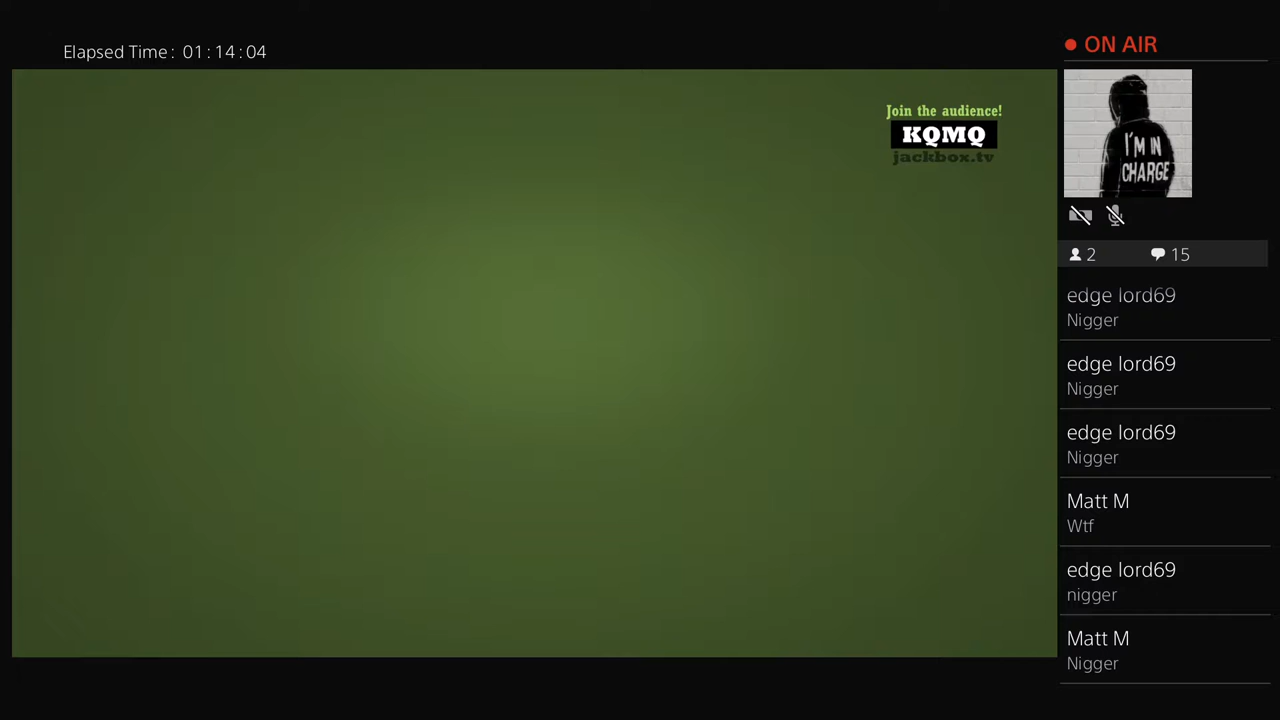 Elapsed Time: 01:14:04
ON AIR
Join the audience!
KQMQ
jackbox.tv
I'M IN
CHARGE
2
15
edge lord69
Nigger
edge lord69
Nigger
edge lord69
Nigger
Matt M
Wtf
edge lord69
nigger
Matt M
Nigger